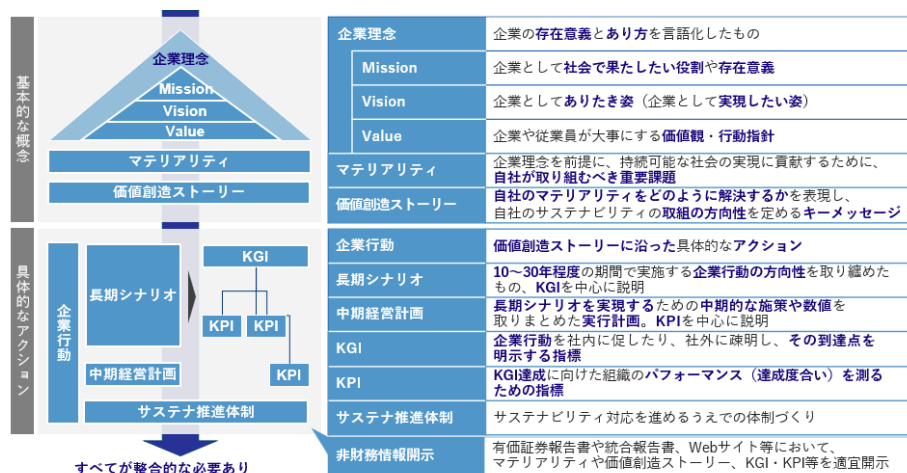 基本的な概念
企業理念
Mission
Vision
Value
マテリアリティ
価値創造ストーリー
企業理念
企業の存在意義とあり方を言語化したもの
Mission
企業として社会で果たしたい役割や存在意義
Vision
企業としてありたき姿（企業として実現したい姿）
Value
企業や従業員が大事にする価値観・行動指針
マテリアリティ
企業理念を前提に、持続可能な社会の実現に貢献するために、
自社が取り組むべき重要課題
価値創造ストーリー
自社のマテリアリティをどのように解決するかを表現し、
自社のサステナビリティの取組の方向性を定めるキーメッセージ
具体的なアクション
企業行動
長期シナリオ
中期経営計画
サステナ推進体制
KGI
KPI
KPI
KPI
すべてが整合的な必要あり
企業行動
価値創造ストーリーに沿った具体的なアクション
長期シナリオ
10～30年程度の期間で実施する企業行動の方向性を取り纏めた
もの、KGIを中心に説明
中期経営計画
長期シナリオを実現するための中期的な施策や数値を
取りまとめた実行計画。KPIを中心に説明
KGI
企業行動を社内に促したり、社外に疎明し、その到達点を
明示する指標
KPI
KGI達成に向けた組織のパフォーマンス（達成度合い）を測る
ための指標
サステナ推進体制
サステナビリティ対応を進めるうえでの体制づくり
非財務情報開示
有価証券報告書や統合報告書、Webサイト等において、
マテリアリティや価値創造ストーリー、KGI・KPI等を適宜開示